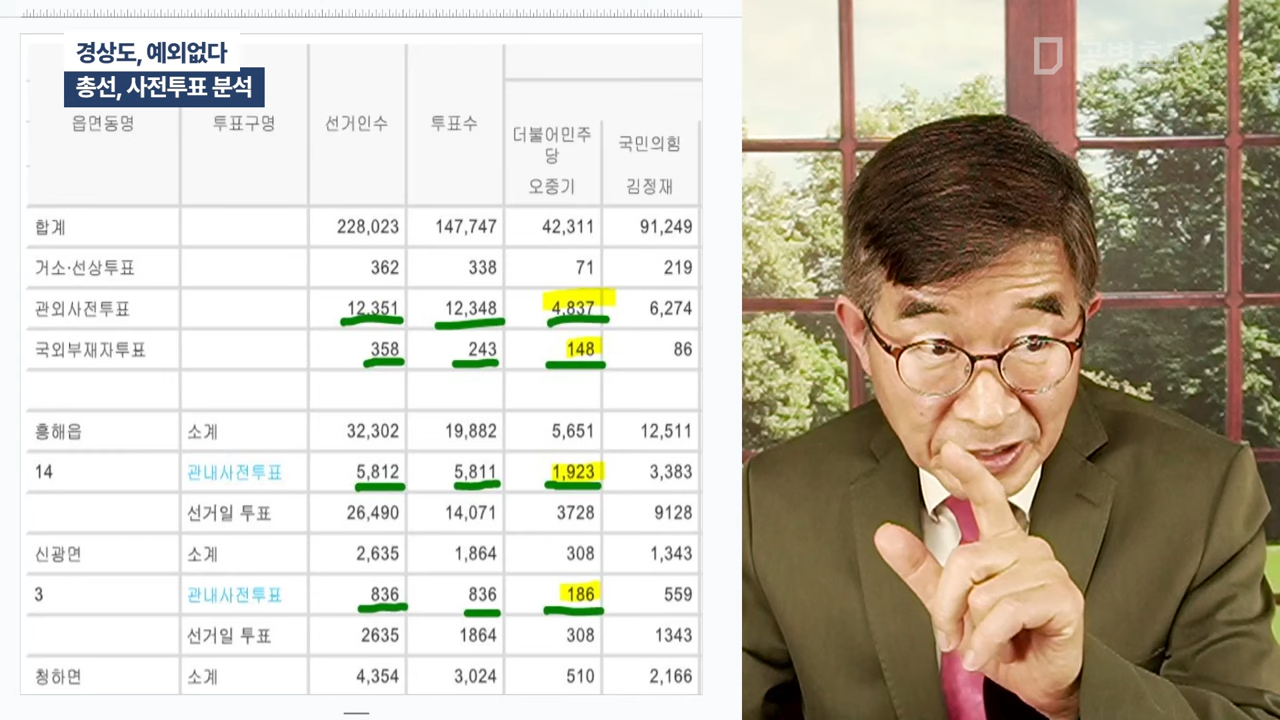 경상도, 예외없다
총선, 사전투표 분석
공병호TV
읍면동명 투표구명 선거인수 투표수 더불어민주당 국민의힘
오중기 김정재
합계 228,023 147,747 42,311 91,249
거소·선상투표 362 338 71 219
관외사전투표 12,351 12,348 4,837 6,274
국외부재자투표 358 243 148 86
흥해읍 소계 32,302 19,882 5,651 12,511
14 관내사전투표 5,812 5,811 1,923 3,383
선거일 투표 26,490 14,071 3728 9128
신광면 소계 2,635 1,864 308 1,343
3 관내사전투표 836 836 186 559
선거일 투표 2635 1864 308 1343
청하면 소계 4,354 3,024 510 2,166